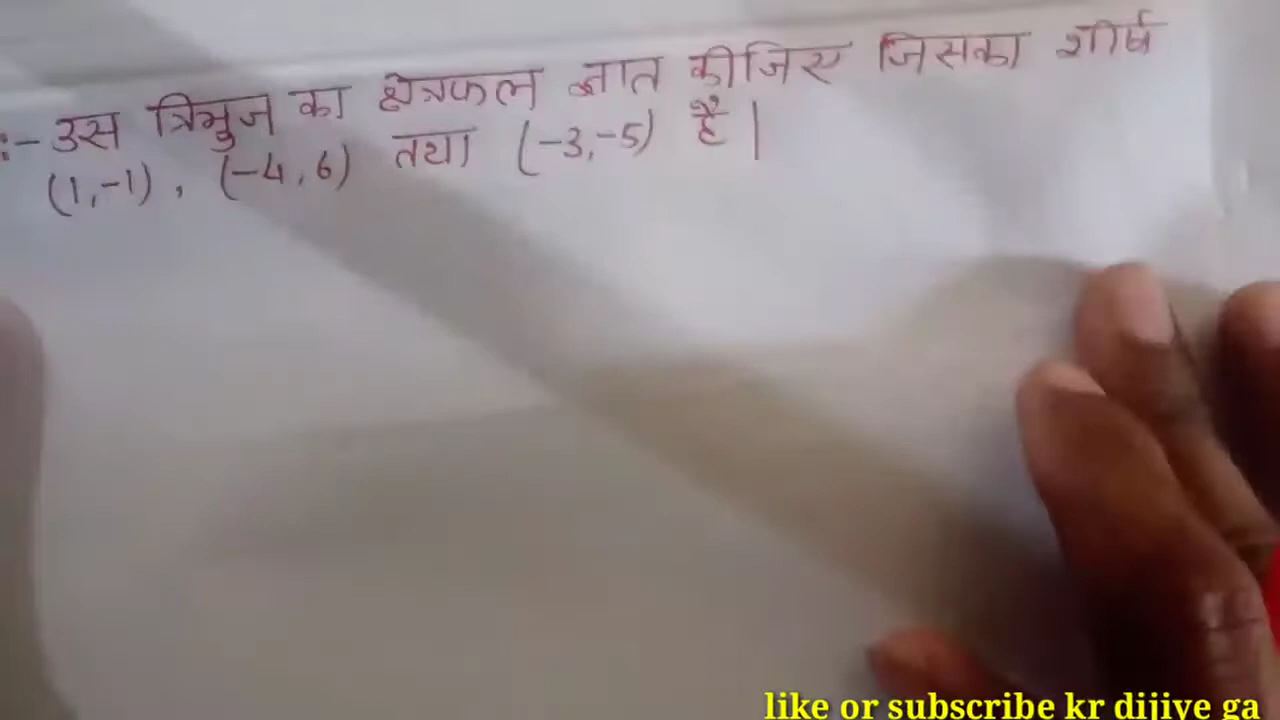 :- उस त्रिभुज का क्षेत्रफल ज्ञात कीजिए जिसका शीर्ष
(1,-1) , (-4,6) तथा (-3,-5) है |
like or subscribe kr dijiye ga